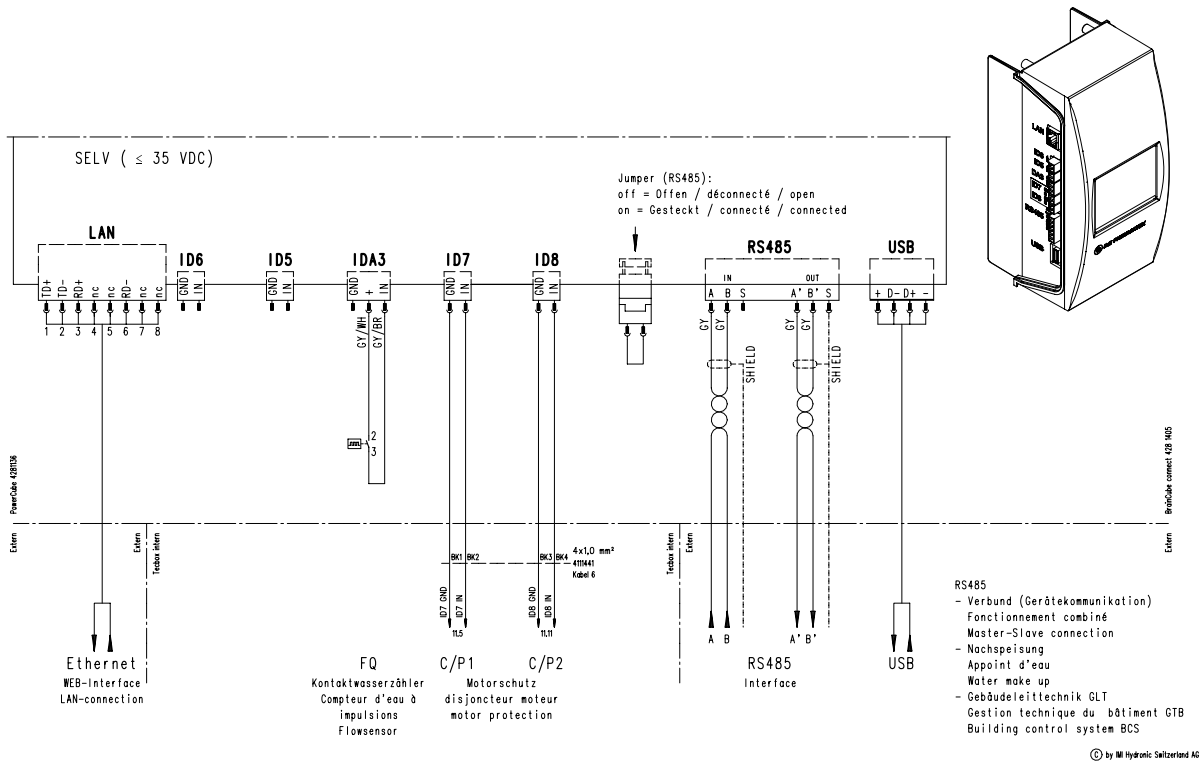 SELV ( ≤ 35 VDC)
Jumper (RS485):
off = Offen / déconnecté / open
on = Gesteckt / connecté / connected
LAN
ID6
ID5
IDA3
ID7
ID8
RS485
USB
TD+
TD-
RD+
nc
nc
RD-
nc
nc
GND
IN
GND
+
IN
GND
IN
GND
IN
IN
OUT
A B S
A' B' S
+ D- D+ -
1 2 3 4 5 6 7 8
GY/WH
GY/BR
GY
GY
SHIELD
GY
GY
SHIELD
2
3
LAN
ID6
ID5
RS485
USB
PowerCube 4281136
BrainCube connect 428 1405
Extern
Extern
Tecbox intern
Tecbox intern
Extern
Extern
BK1
BK2
BK3
BK4
4x1,0 mm²
4111441
Kabel 6
ID7 GND
ID7 IN
ID8 GND
ID8 IN
11.5
11.11
A B
A' B'
Ethernet
WEB-Interface
LAN-connection
FQ
Kontaktwasserzähler
Compteur d'eau à
impulsions
Flowsensor
C/P1
C/P2
Motorschutz
disjoncteur moteur
motor protection
RS485
Interface
USB
RS485
- Verbund (Gerätekommunikation)
Fonctionnement combiné
Master-Slave connection
- Nachspeisung
Appoint d'eau
Water make up
- Gebäudeleittechnik GLT
Gestion technique du bâtiment GTB
Building control system BCS
© by IMI Hydronic Switzerland AG